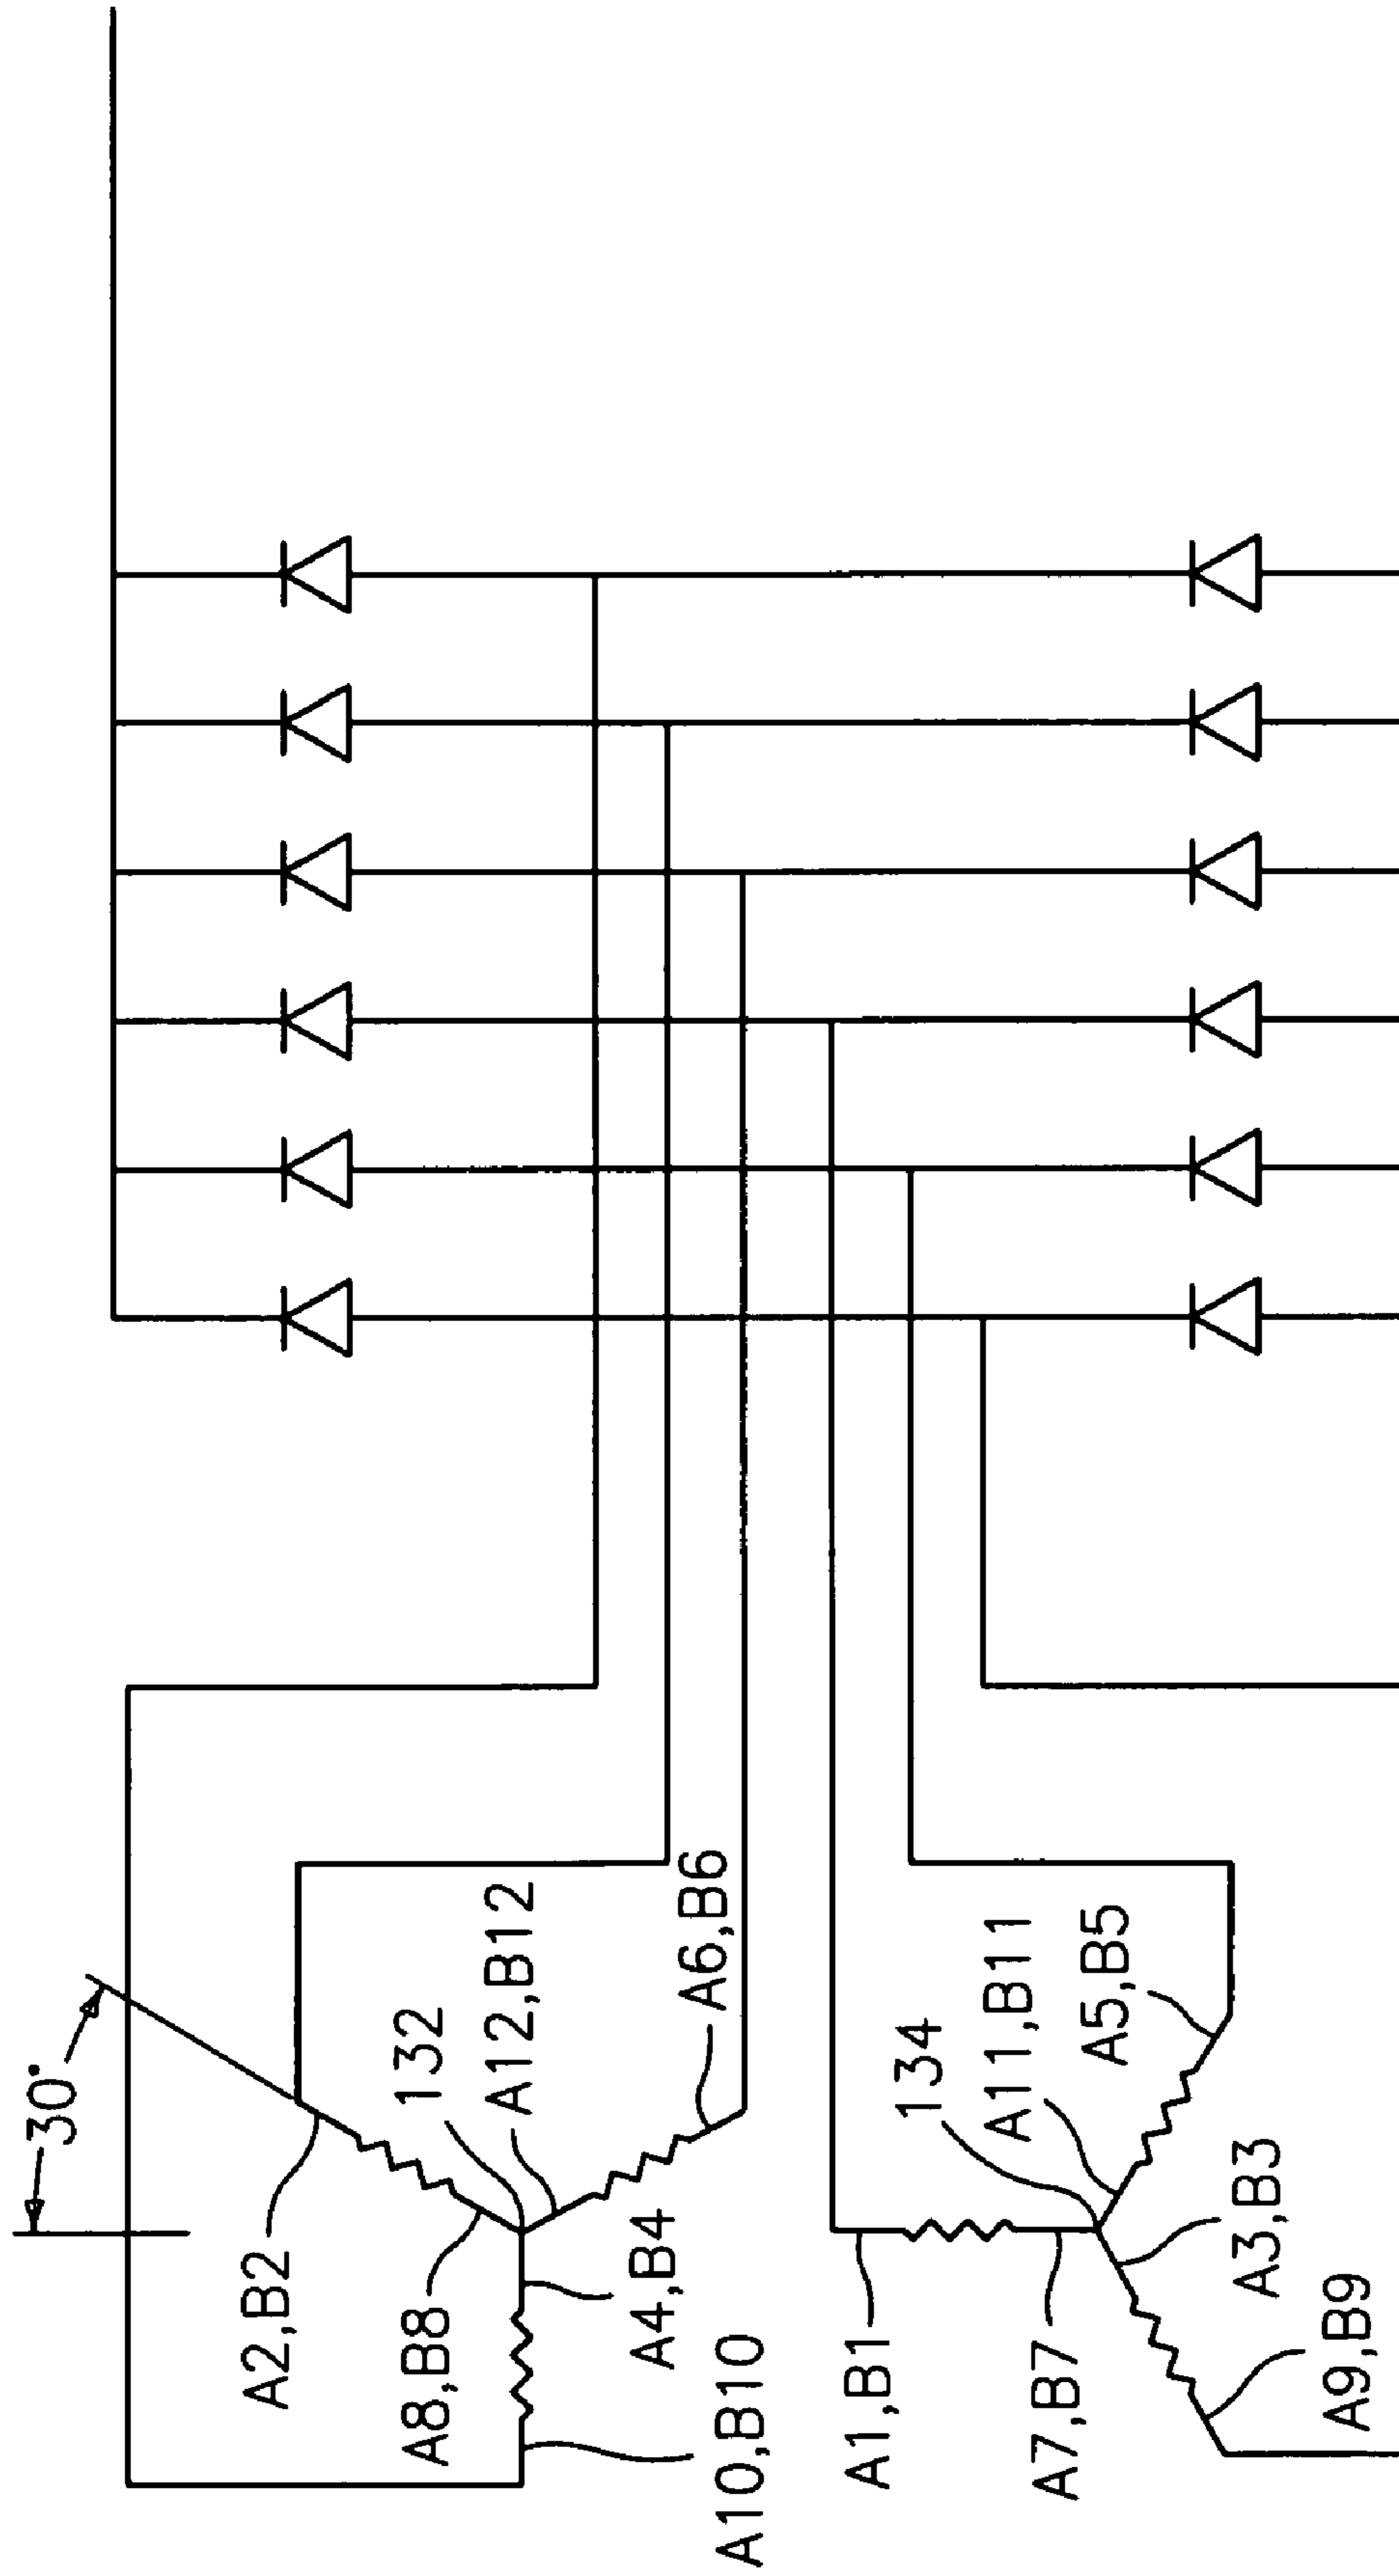 30°
A2,B2
A8,B8
132
A12,B12
A4,B4
A6,B6
A10,B10
A1,B1
134
A7,B7
A11,B11
A5,B5
A3,B3
A9,B9